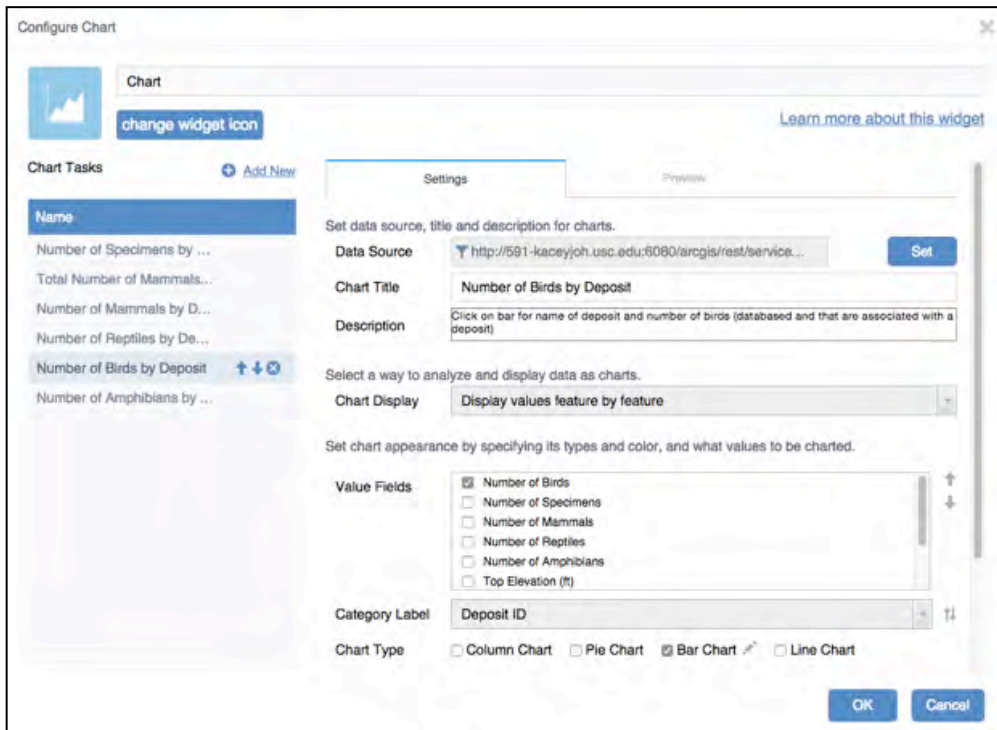 Configure Chart
Chart
change widget icon
Learn more about this widget
Chart Tasks
Add New
Name
Number of Specimens by ...
Total Number of Mammals...
Number of Mammals by D...
Number of Reptiles by De...
Number of Birds by Deposit
Number of Amphibians by ...
Settings
Preview
Set data source, title and description for charts.
Data Source
http://591-kaceyjoh.usc.edu:6080/arcgis/rest/service...
Set
Chart Title
Number of Birds by Deposit
Description
Click on bar for name of deposit and number of birds (databased and that are associated with a
deposit)
Select a way to analyze and display data as charts.
Chart Display
Display values feature by feature
Set chart appearance by specifying its types and color, and what values to be charted.
Value Fields
Number of Birds
Number of Specimens
Number of Mammals
Number of Reptiles
Number of Amphibians
Top Elevation (ft)
Category Label
Deposit ID
Chart Type
Column Chart
Pie Chart
Bar Chart
Line Chart
OK
Cancel